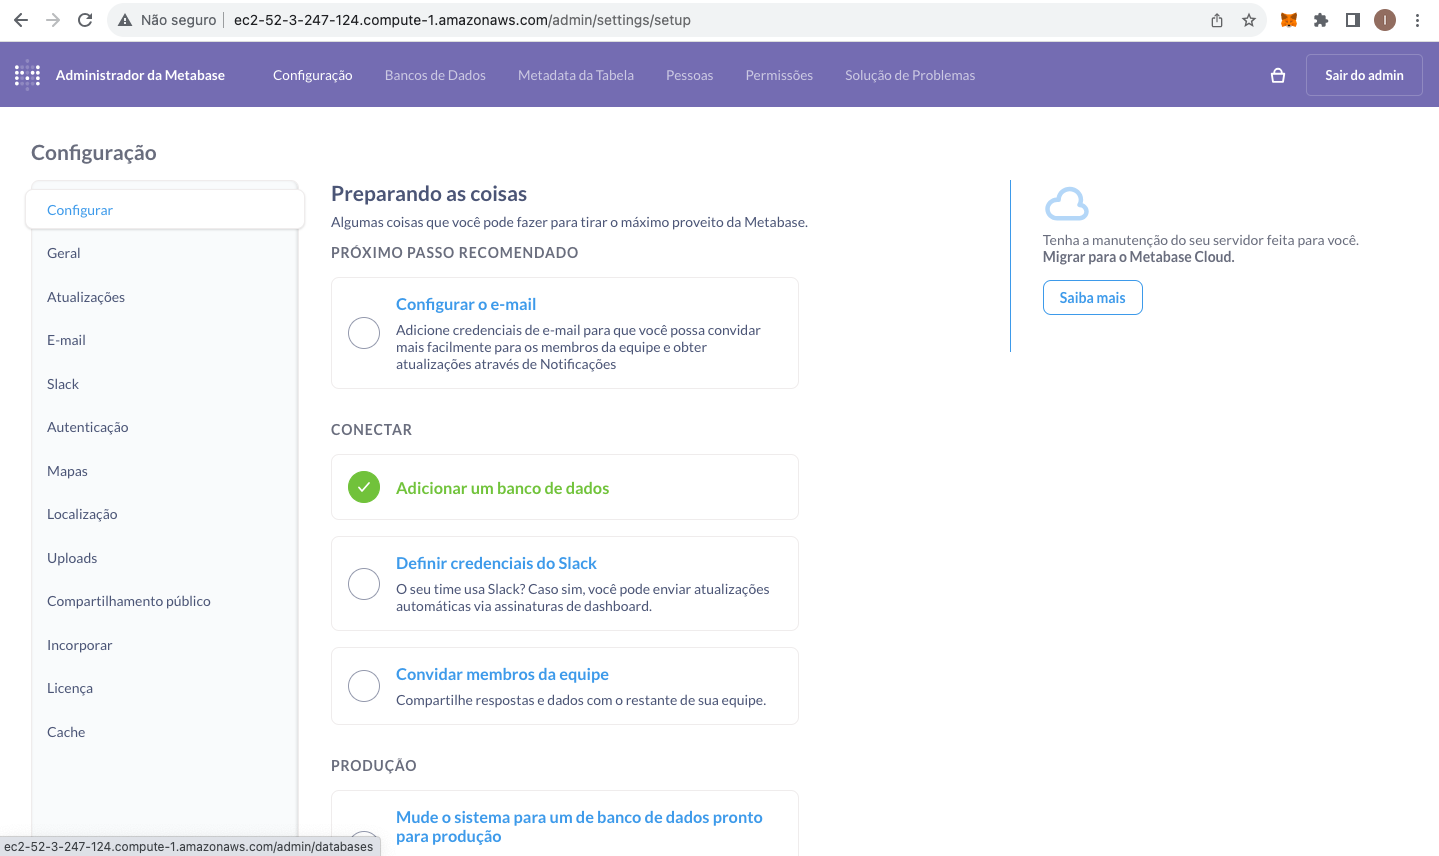 Não seguro
ec2-52-3-247-124.compute-1.amazonaws.com/admin/settings/setup
I
Administrador da Metabase
Configuração
Bancos de Dados
Metadata da Tabela
Pessoas
Permissões
Solução de Problemas
Sair do admin
Configuração
Configurar
Geral
Atualizações
E-mail
Slack
Autenticação
Mapas
Localização
Uploads
Compartilhamento público
Incorporar
Licença
Cache
Preparando as coisas
Algumas coisas que você pode fazer para tirar o máximo proveito da Metabase.
PRÓXIMO PASSO RECOMENDADO
Configurar o e-mail
Adicione credenciais de e-mail para que você possa convidar
mais facilmente para os membros da equipe e obter
atualizações através de Notificações
CONECTAR
Adicionar um banco de dados
Definir credenciais do Slack
O seu time usa Slack? Caso sim, você pode enviar atualizações
automáticas via assinaturas de dashboard.
Convidar membros da equipe
Compartilhe respostas e dados com o restante de sua equipe.
PRODUÇÃO
Mude o sistema para um de banco de dados pronto
para produção
Tenha a manutenção do seu servidor feita para você.
Migrar para o Metabase Cloud.
Saiba mais
ec2-52-3-247-124.compute-1.amazonaws.com/admin/databases